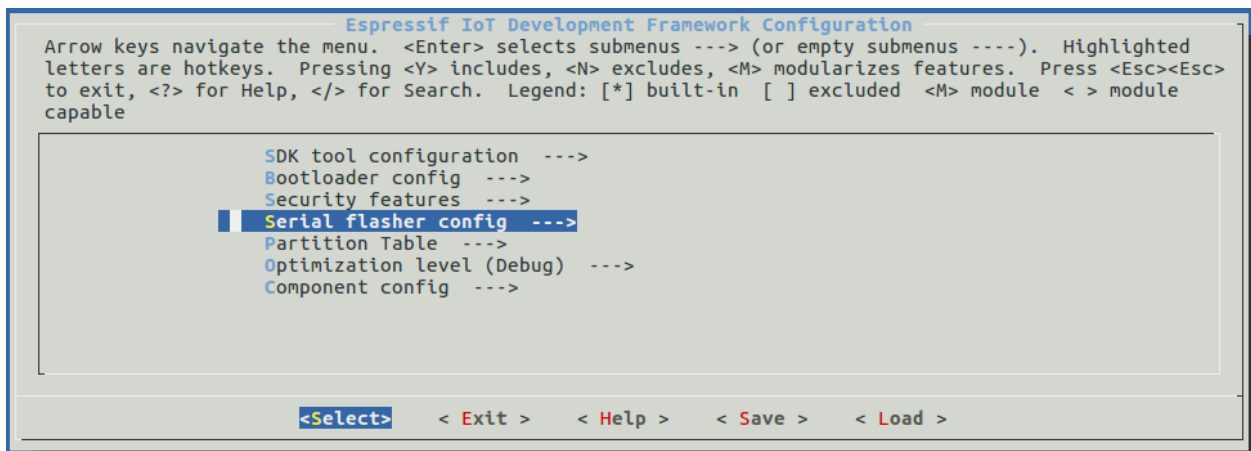 Espressif IoT Development Framework Configuration
Arrow keys navigate the menu.  <Enter> selects submenus ---> (or empty submenus ----).  Highlighted
letters are hotkeys.  Pressing <Y> includes, <N> excludes, <M> modularizes features.  Press <Esc><Esc>
to exit, <?> for Help, </> for Search.  Legend: [*] built-in  [ ] excluded  <M> module  < > module
capable
SDK tool configuration  --->
Bootloader config  --->
Security features  --->
Serial flasher config  --->
Partition Table  --->
Optimization level (Debug)  --->
Component config  --->
<Select>    < Exit >    < Help >    < Save >    < Load >